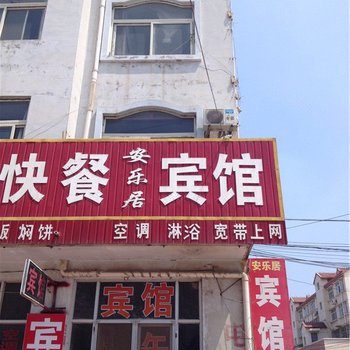 快餐 安乐居 宾馆
焖饼 空调 淋浴 宽带上网
宾馆
宾馆
宾
安乐居
宾馆